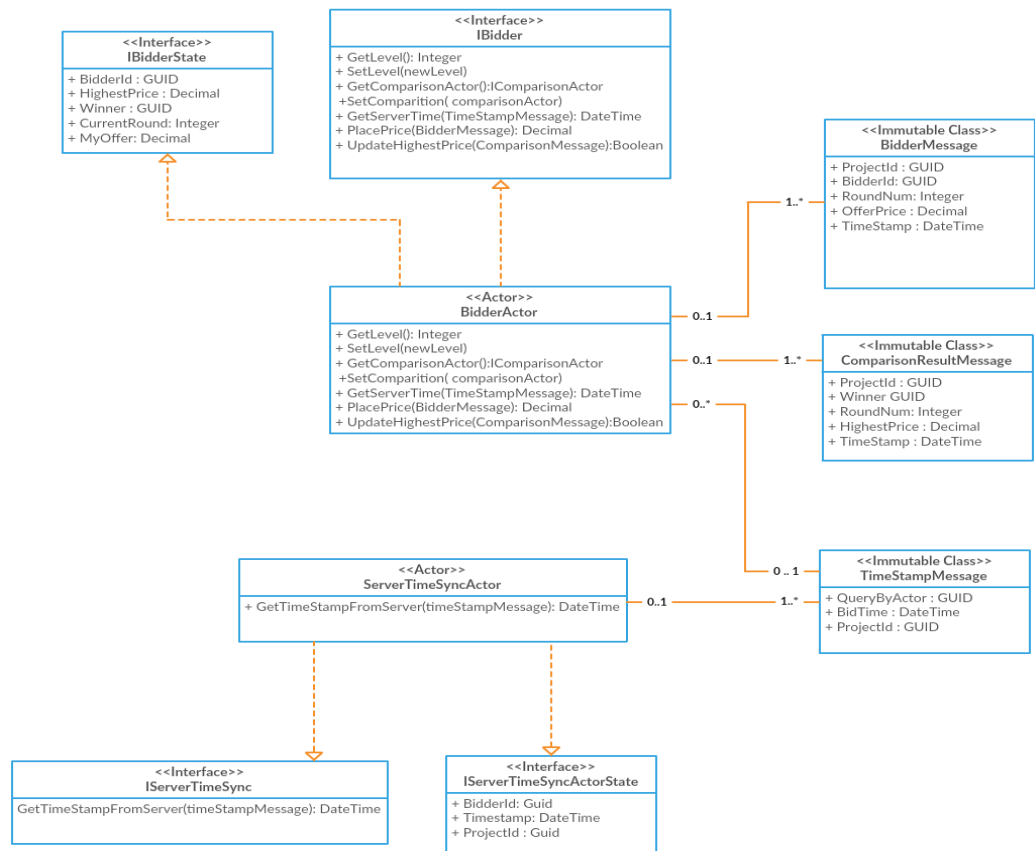 <<Interface>>
IBidderState
+ BidderId : GUID
+ HighestPrice : Decimal
+ Winner : GUID
+ CurrentRound: Integer
+ MyOffer: Decimal
<<Interface>>
IBidder
+ GetLevel(): Integer
+ SetLevel(newLevel)
+ GetComparisonActor():IComparisonActor
+SetComparition( comparisonActor)
+ GetServerTime(TimeStampMessage): DateTime
+ PlacePrice(BidderMessage): Decimal
+ UpdateHighestPrice(ComparisonMessage):Boolean
<<Immutable Class>>
BidderMessage
+ ProjectId : GUID
+ BidderId: GUID
+ RoundNum: Integer
+ OfferPrice : Decimal
+ TimeStamp : DateTime
1..*
<<Actor>>
BidderActor
+ GetLevel(): Integer
+ SetLevel(newLevel)
+ GetComparisonActor():IComparisonActor
+SetComparition( comparisonActor)
+ GetServerTime(TimeStampMessage): DateTime
+ PlacePrice(BidderMessage): Decimal
+ UpdateHighestPrice(ComparisonMessage):Boolean
0..1
0..1
1..*
0..*
<<Immutable Class>>
ComparisonResultMessage
+ ProjectId : GUID
+ Winner GUID
+ RoundNum: Integer
+ HighestPrice : Decimal
+ TimeStamp : DateTime
<<Actor>>
ServerTimeSyncActor
+ GetTimeStampFromServer(timeStampMessage): DateTime
0 .. 1
0..1
1..*
<<Immutable Class>>
TimeStampMessage
+ QueryByActor : GUID
+ BidTime : DateTime
+ ProjectId : GUID
<<Interface>>
IServerTimeSync
GetTimeStampFromServer(timeStampMessage): DateTime
<<Interface>>
IServerTimeSyncActorState
+ BidderId: Guid
+ Timestamp: DateTime
+ ProjectId : Guid